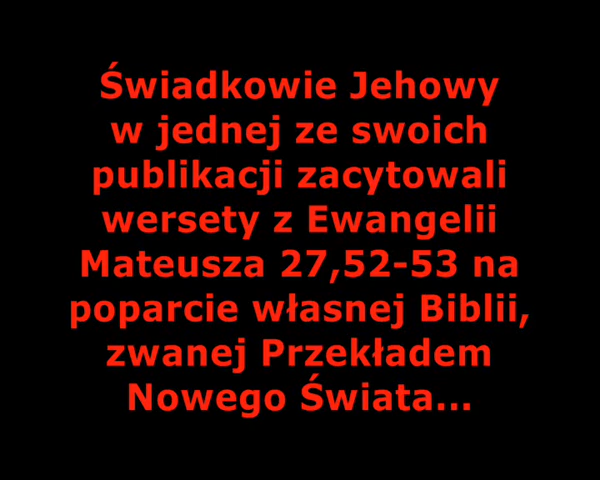 Świadkowie Jehowy
w jednej ze swoich
publikacji zacytowali
wersety z Ewangelii
Mateusza 27,52-53 na
poparcie własnej Biblii,
zwanej Przekładem
Nowego Świata...